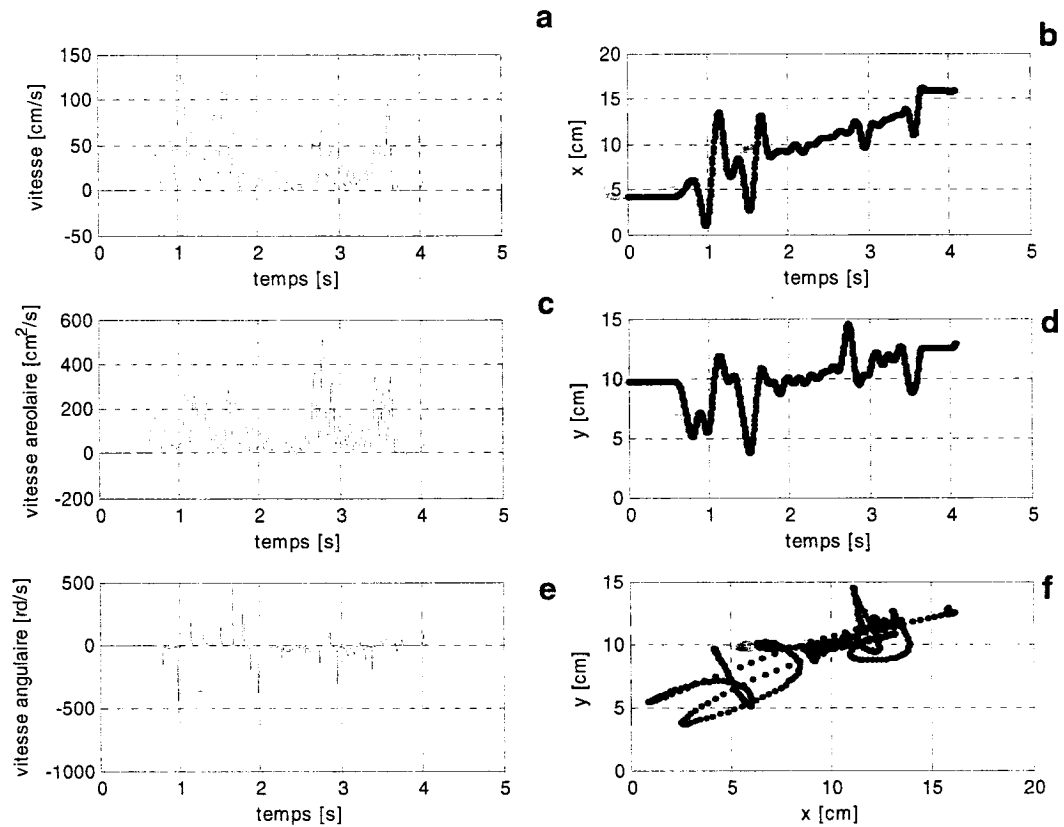 a
150
100
50
0
-50
vitesse [cm/s]
0 1 2 3 4 5
temps [s]
b
20
15
10
5
0
x [cm]
0 1 2 3 4 5
temps [s]
c
600
400
200
0
-200
vitesse areolaire [cm²/s]
0 1 2 3 4 5
temps [s]
d
15
10
5
0
y [cm]
0 1 2 3 4 5
temps [s]
e
500
0
-500
-1000
vitesse angulaire [rd/s]
0 1 2 3 4 5
temps [s]
f
15
10
5
0
y [cm]
0 5 10 15 20
x [cm]